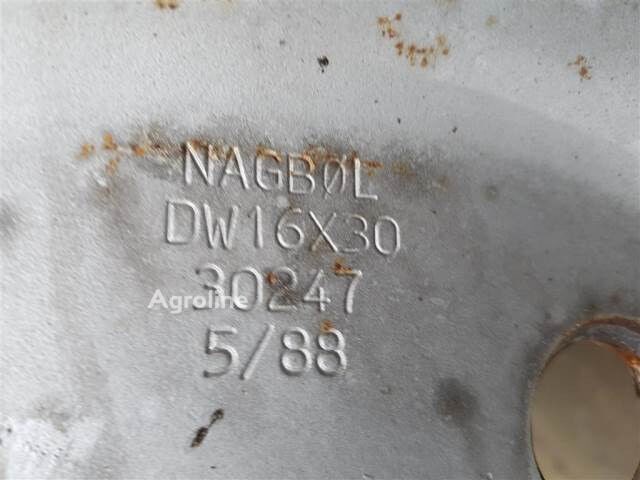 NAGBØL
DW16X30
30247
Agroline
5/88